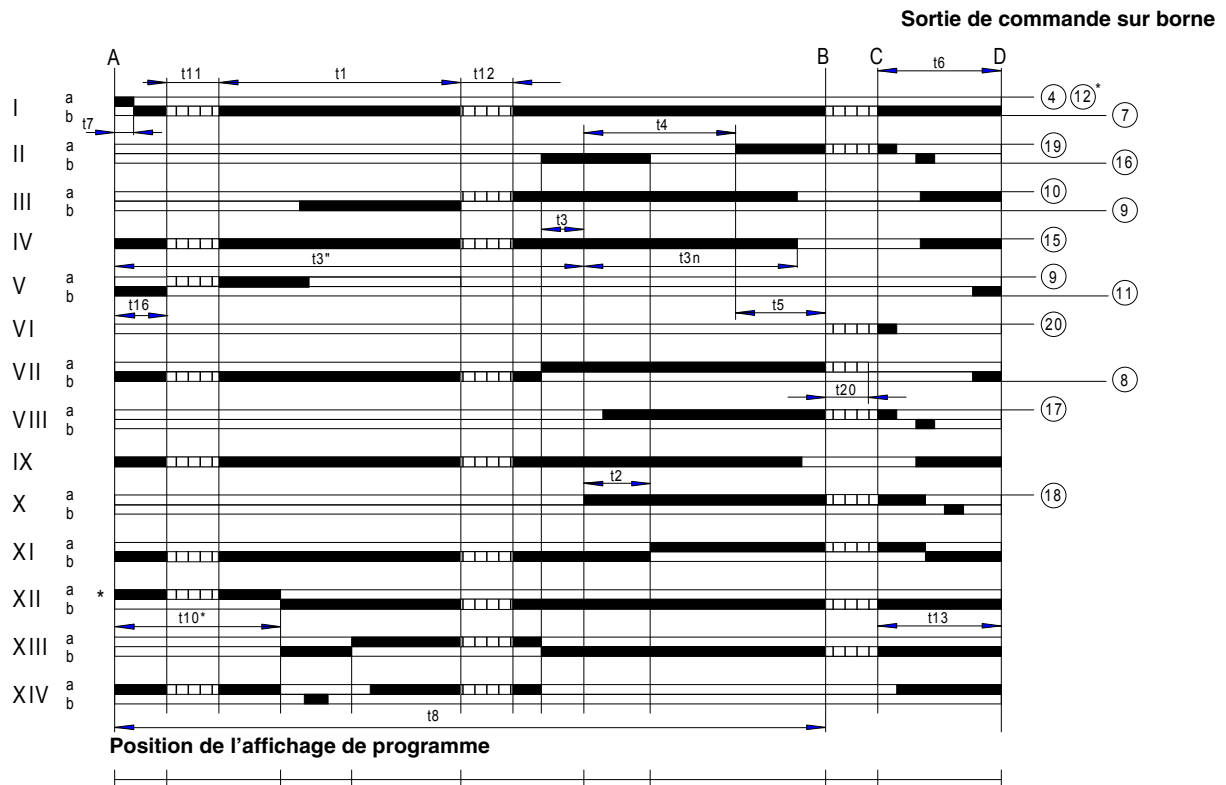 Sortie de commande sur borne
A B C D
t11 t1 t12 t6
I a b 4 12 * 7
t7 t4
II a b 19 16
III a b 10 9
t3
IV 15
t3" t3n
V a b 9 11
t16 t5
VI 20
VII a b 8
t20
VIII a b 17
IX
t2
X a b 18
XI a b
XII a b *
t10* t13
XIII a b
XIV a b
t8
Position de l’affichage de programme